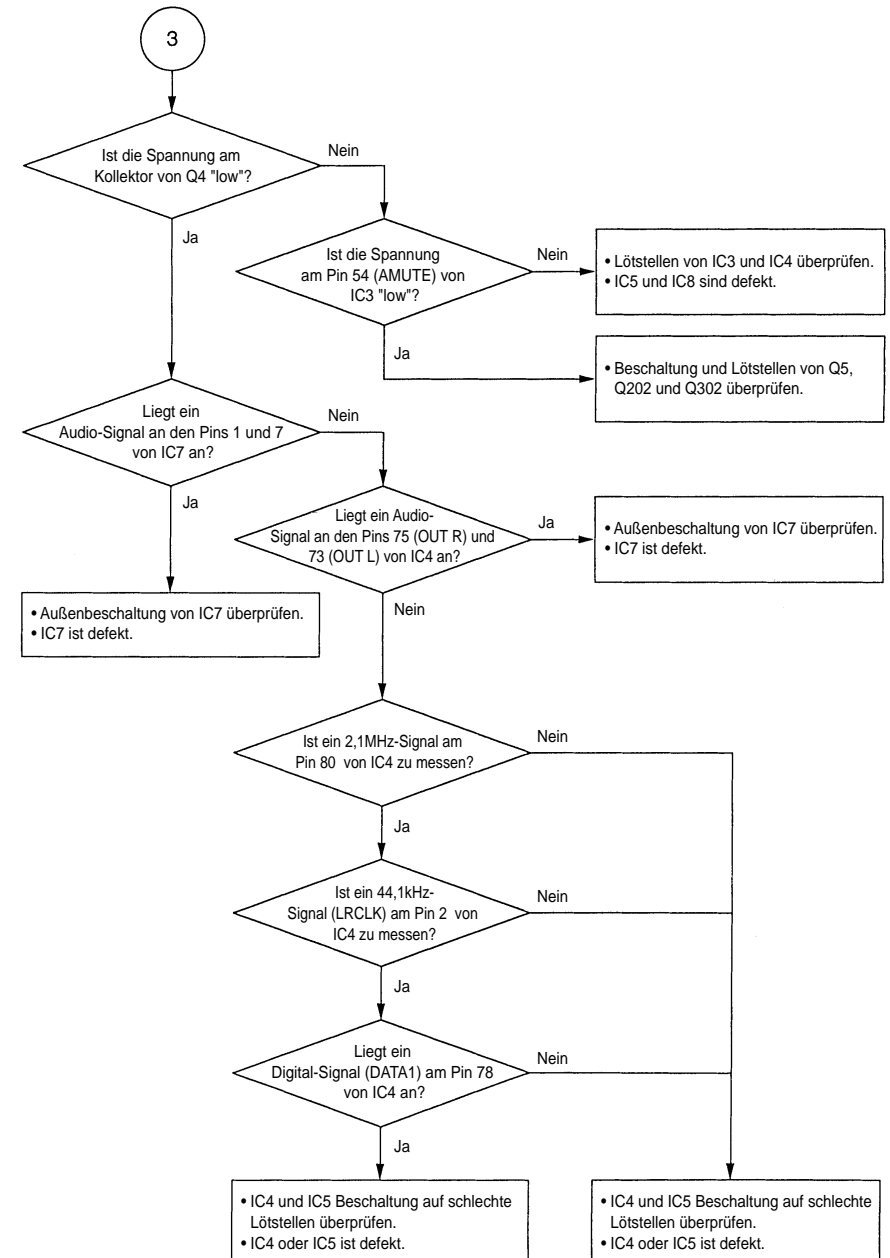 3
Ist die Spannung am
Kollektor von Q4 "low"?
Nein
Ja
Ist die Spannung
am Pin 54 (AMUTE) von
IC3 "low"?
Nein
• Lötstellen von IC3 und IC4 überprüfen.
• IC5 und IC8 sind defekt.
Ja
• Beschaltung und Lötstellen von Q5,
Q202 und Q302 überprüfen.
Liegt ein
Audio-Signal an den Pins 1 und 7
von IC7 an?
Nein
Ja
Liegt ein Audio-
Signal an den Pins 75 (OUT R) und
73 (OUT L) von IC4 an?
Ja
• Außenbeschaltung von IC7 überprüfen.
• IC7 ist defekt.
• Außenbeschaltung von IC7 überprüfen.
• IC7 ist defekt.
Nein
Ist ein 2,1MHz-Signal am
Pin 80 von IC4 zu messen?
Nein
Ja
Ist ein 44,1kHz-
Signal (LRCLK) am Pin 2 von
IC4 zu messen?
Nein
Ja
Liegt ein
Digital-Signal (DATA1) am Pin 78
von IC4 an?
Nein
Ja
• IC4 und IC5 Beschaltung auf schlechte
Lötstellen überprüfen.
• IC4 oder IC5 ist defekt.
• IC4 und IC5 Beschaltung auf schlechte
Lötstellen überprüfen.
• IC4 oder IC5 ist defekt.